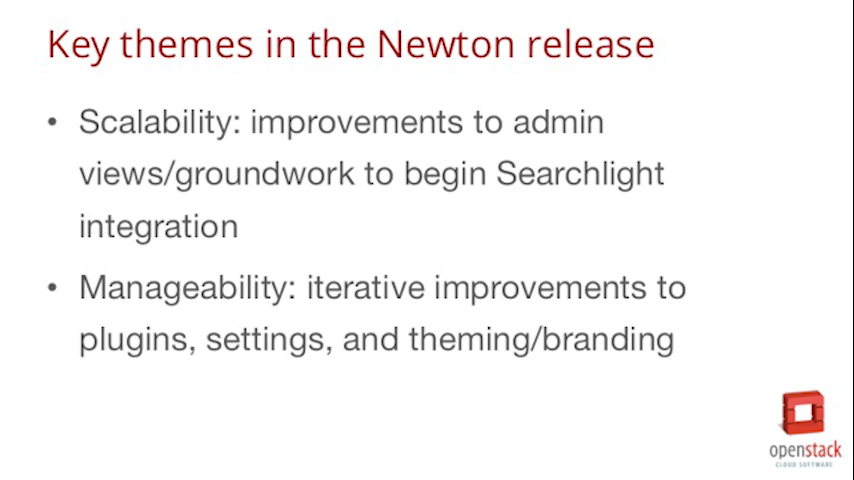 Key themes in the Newton release
• Scalability: improvements to admin
views/groundwork to begin Searchlight
integration
• Manageability: iterative improvements to
plugins, settings, and theming/branding
openstack
CLOUD SOFTWARE